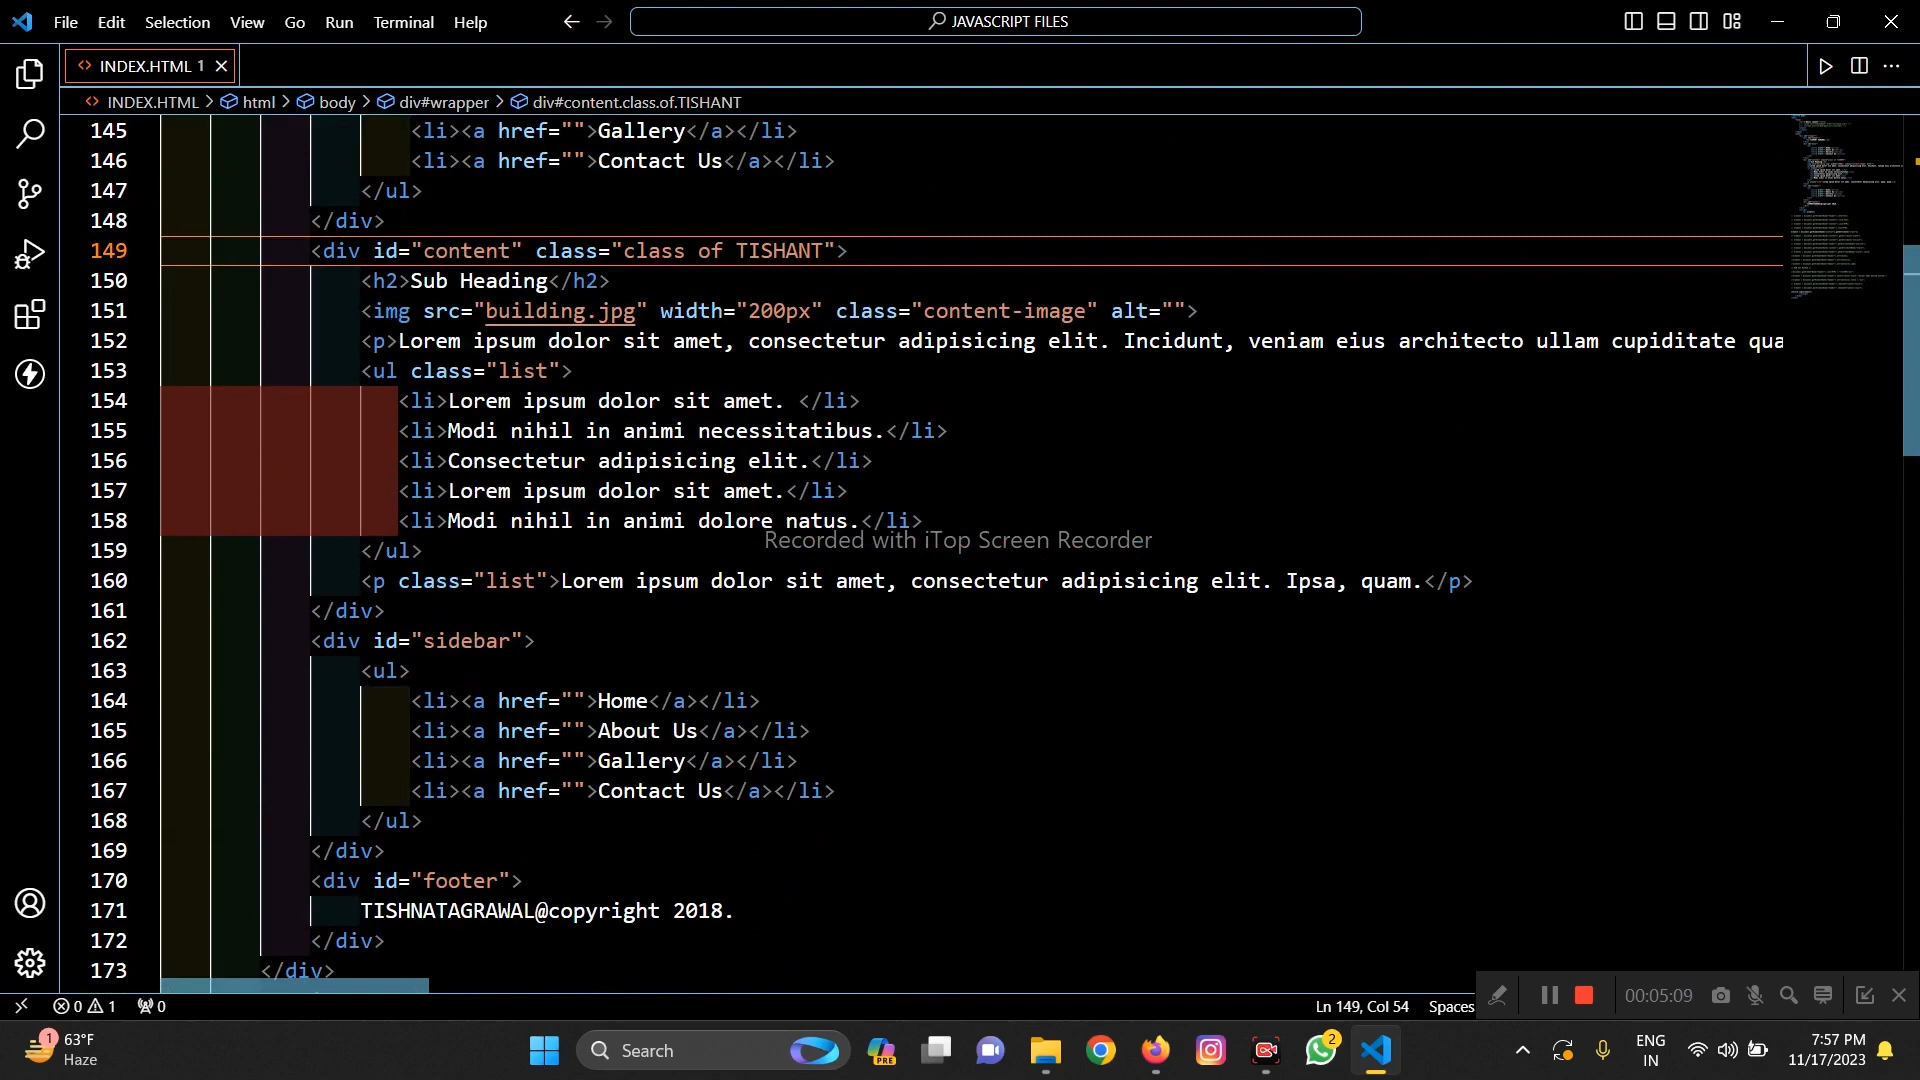 File Edit Selection View Go Run Terminal Help
JAVASCRIPT FILES
INDEX.HTML 1
INDEX.HTML > html > body > div#wrapper > div#content.class.of.TISHANT
145 <li><a href="">Gallery</a></li>
146 <li><a href="">Contact Us</a></li>
147 </ul>
148 </div>
149 <div id="content" class="class of TISHANT">
150 <h2>Sub Heading</h2>
151 <img src="building.jpg" width="200px" class="content-image" alt="">
152 <p>Lorem ipsum dolor sit amet, consectetur adipisicing elit. Incidunt, veniam eius architecto ullam cupiditate qua
153 <ul class="list">
154 <li>Lorem ipsum dolor sit amet. </li>
155 <li>Modi nihil in animi necessitatibus.</li>
156 <li>Consectetur adipisicing elit.</li>
157 <li>Lorem ipsum dolor sit amet.</li>
158 <li>Modi nihil in animi dolore natus.</li>
Recorded with iTop Screen Recorder
159 </ul>
160 <p class="list">Lorem ipsum dolor sit amet, consectetur adipisicing elit. Ipsa, quam.</p>
161 </div>
162 <div id="sidebar">
163 <ul>
164 <li><a href="">Home</a></li>
165 <li><a href="">About Us</a></li>
166 <li><a href="">Gallery</a></li>
167 <li><a href="">Contact Us</a></li>
168 </ul>
169 </div>
170 <div id="footer">
171 TISHNATAGRAWAL@copyright 2018.
172 </div>
173 </div>
0 1 0 Ln 149, Col 54 Spaces 00:05:09
1 63°F
Haze
Search
PRE
2
ENG
IN
7:57 PM
11/17/2023